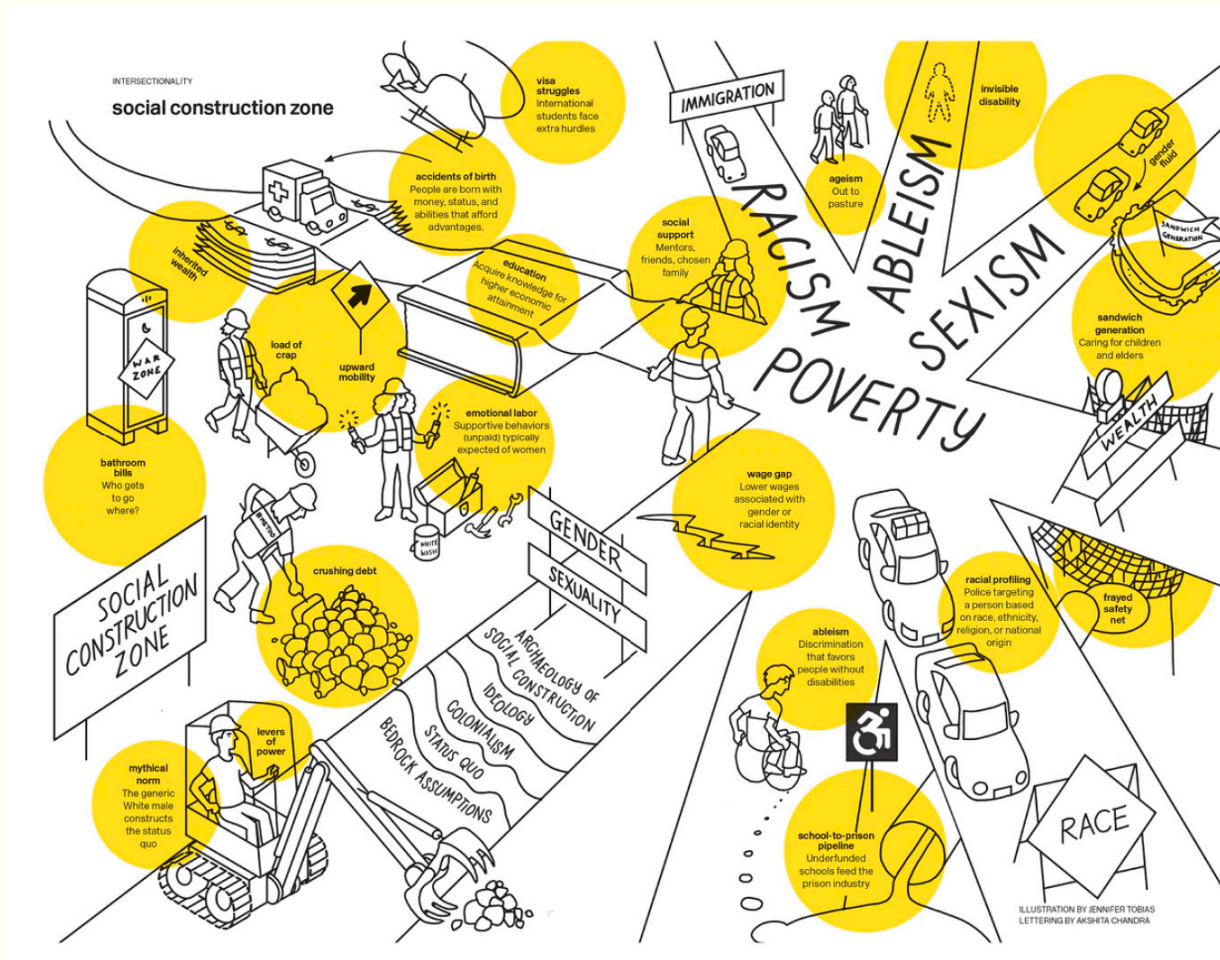 INTERSECTIONALITY
social construction zone
visa
struggles
International
students face
extra hurdles
accidents of birth
People are born with
money, status, and
abilities that afford
advantages.
inherited
wealth
education
Acquire knowledge for
higher economic
attainment
social
support
Mentors,
friends, chosen
family
IMMIGRATION
RACISM
ageism
Out to
pasture
ABLEISM
invisible
disability
gender
fluid
SEXISM
SANDWICH
GENERATION
sandwich
generation
Caring for children
and elders
POVERTY
WEALTH
WAR
ZONE
load of
crap
upward
mobility
bathroom
bills
Who gets
to go
where?
emotional labor
Supportive behaviors
(unpaid) typically
expected of women
WHITE
WASH
wage gap
Lower wages
associated with
gender or
racial identity
GENDER
SEXUALITY
SOCIAL
CONSTRUCTION
ZONE
crushing debt
racial profiling
Police targeting
a person based
on race, ethnicity,
religion, or national
origin
frayed
safety
net
ableism
Discrimination
that favors
people without
disabilities
ARCHAEOLOGY OF
SOCIAL CONSTRUCTION
IDEOLOGY
COLONIALISM
STATUS QUO
BEDROCK ASSUMPTIONS
levers
of
power
mythical
norm
The generic
White male
constructs
the status
quo
school-to-prison
pipeline
Underfunded
schools feed the
prison industry
RACE
ILLUSTRATION BY JENNIFER TOBIAS
LETTERING BY AKSHITA CHANDRA